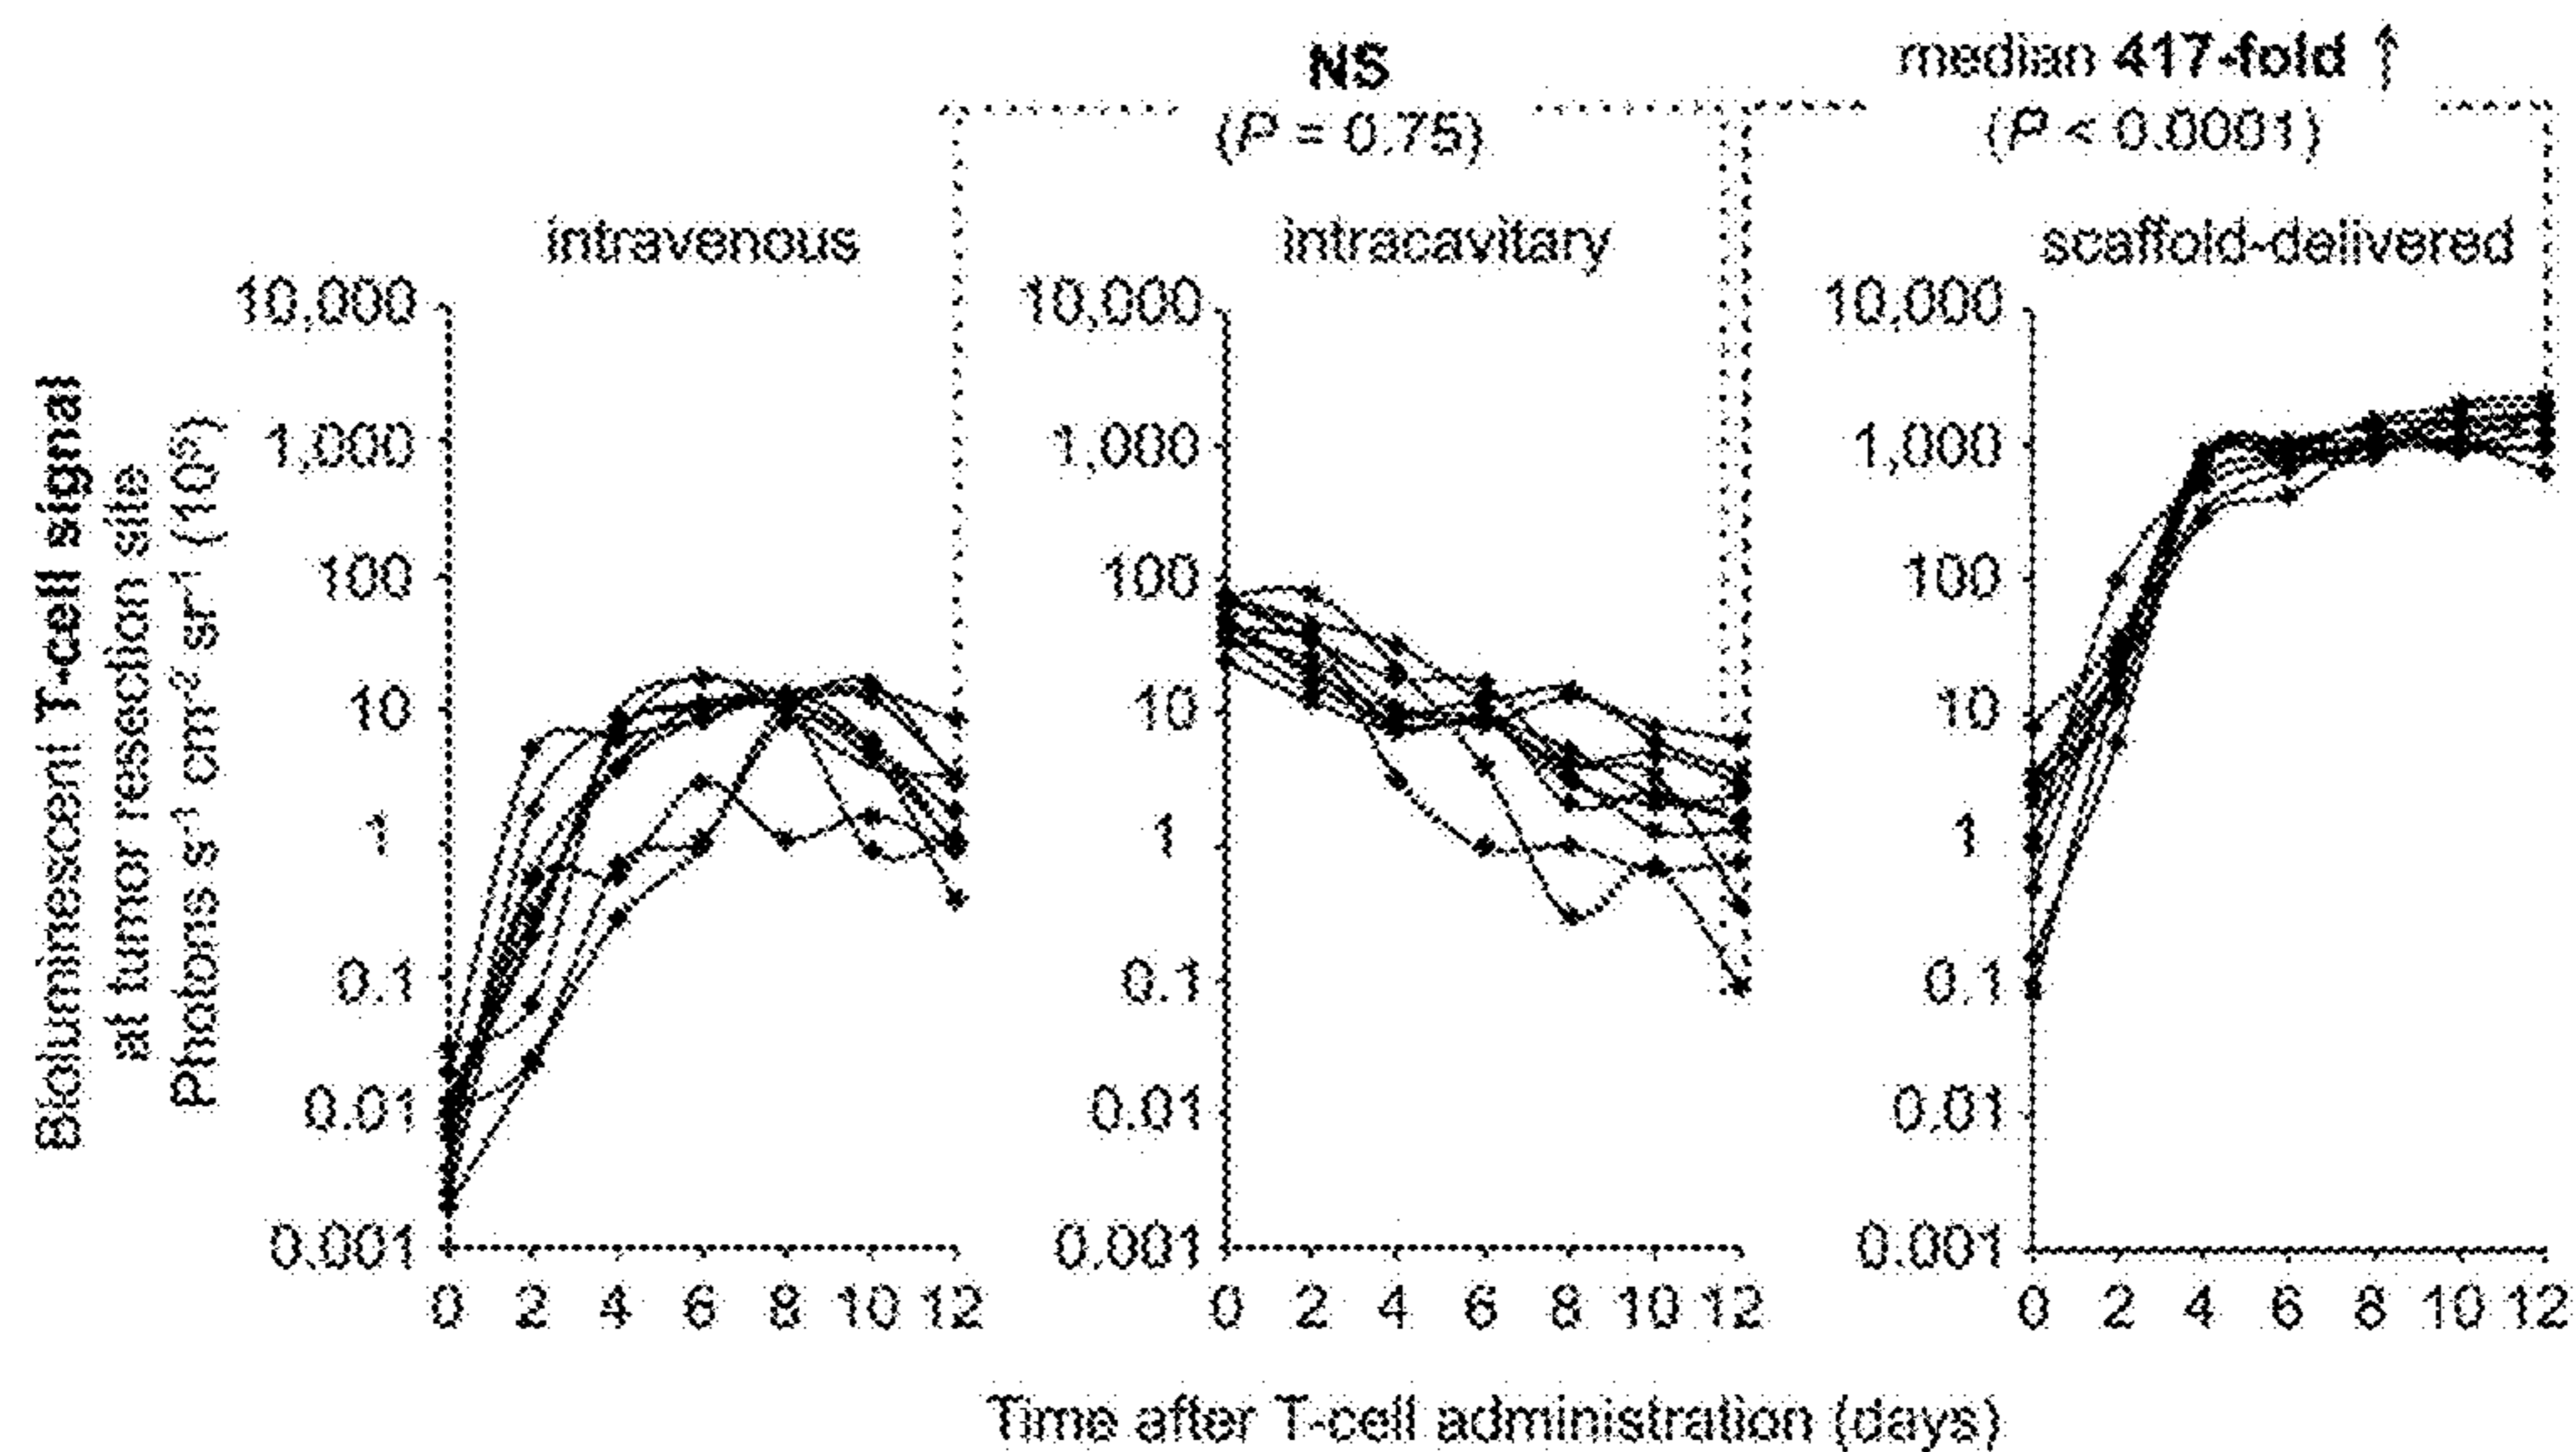 NS
(P = 0.75)
median 417-fold ↑
(P < 0.0001)
intravenous
intracavitary
scaffold-delivered
Bioluminescent T-cell signal
at tumor resection site
Photons s⁻¹ cm⁻² sr⁻¹
10,000
1,000
100
10
1
0.1
0.01
0.001
0 2 4 6 8 10 12
10,000
1,000
100
10
1
0.1
0.01
0.001
0 2 4 6 8 10 12
10,000
1,000
100
10
1
0.1
0.01
0.001
0 2 4 6 8 10 12
Time after T-cell administration (days)